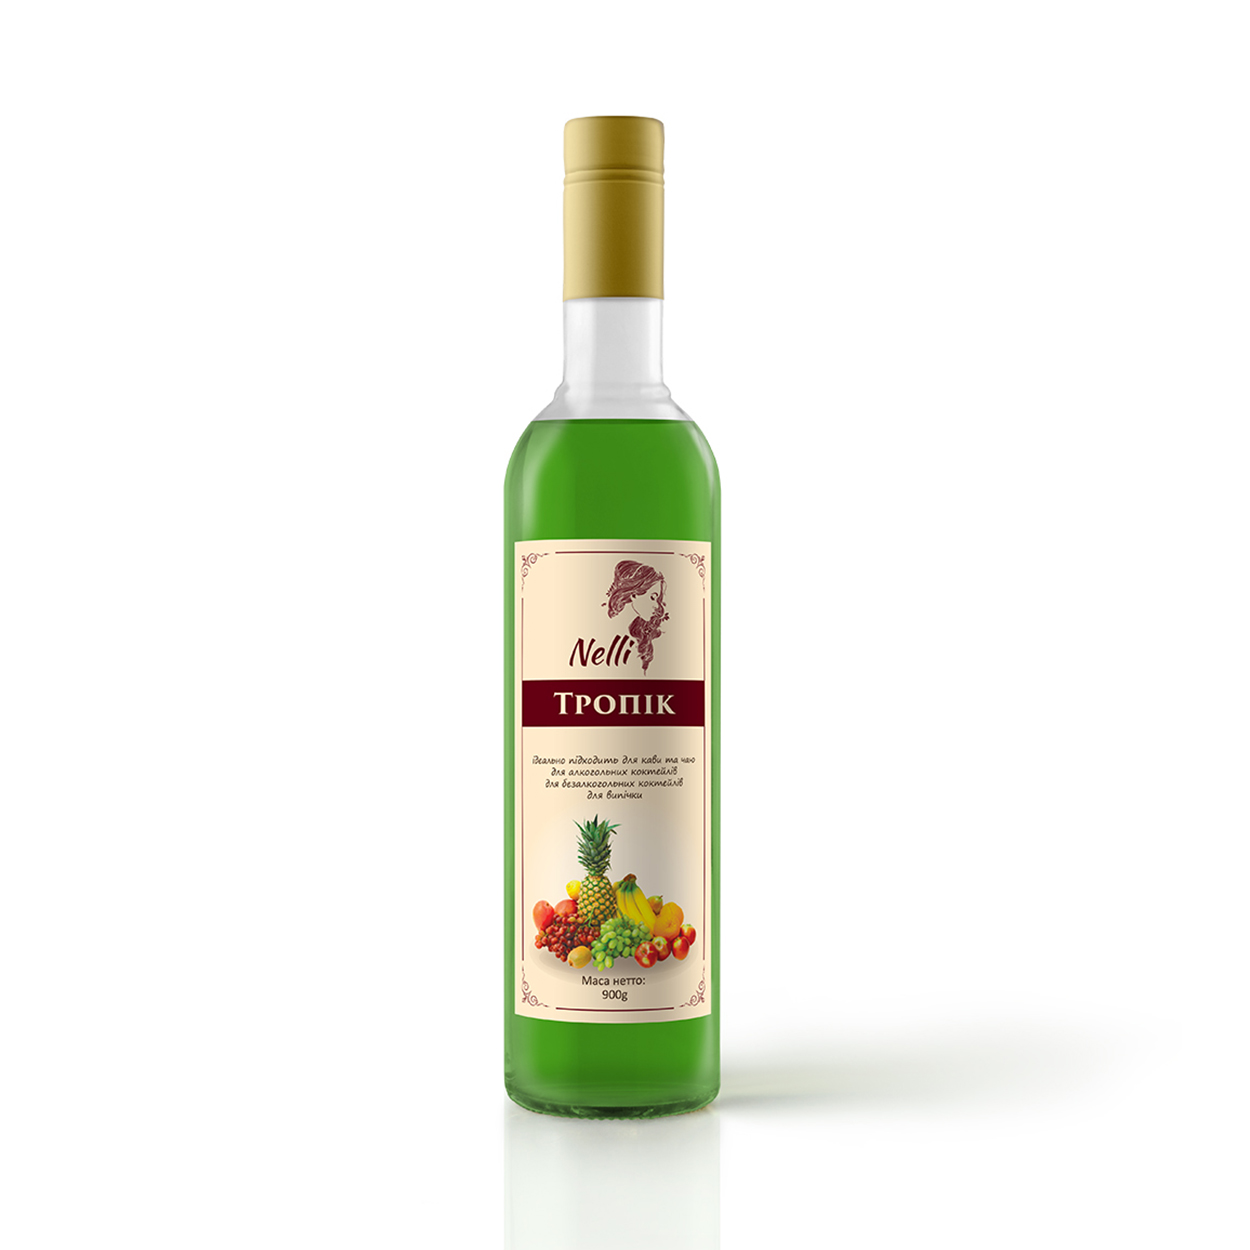 Nelli
Тропік
ідеально підходить для кави та чаю
для алкогольних коктейлів
для безалкогольних коктейлів
для випічки
Маса нетто:
900g